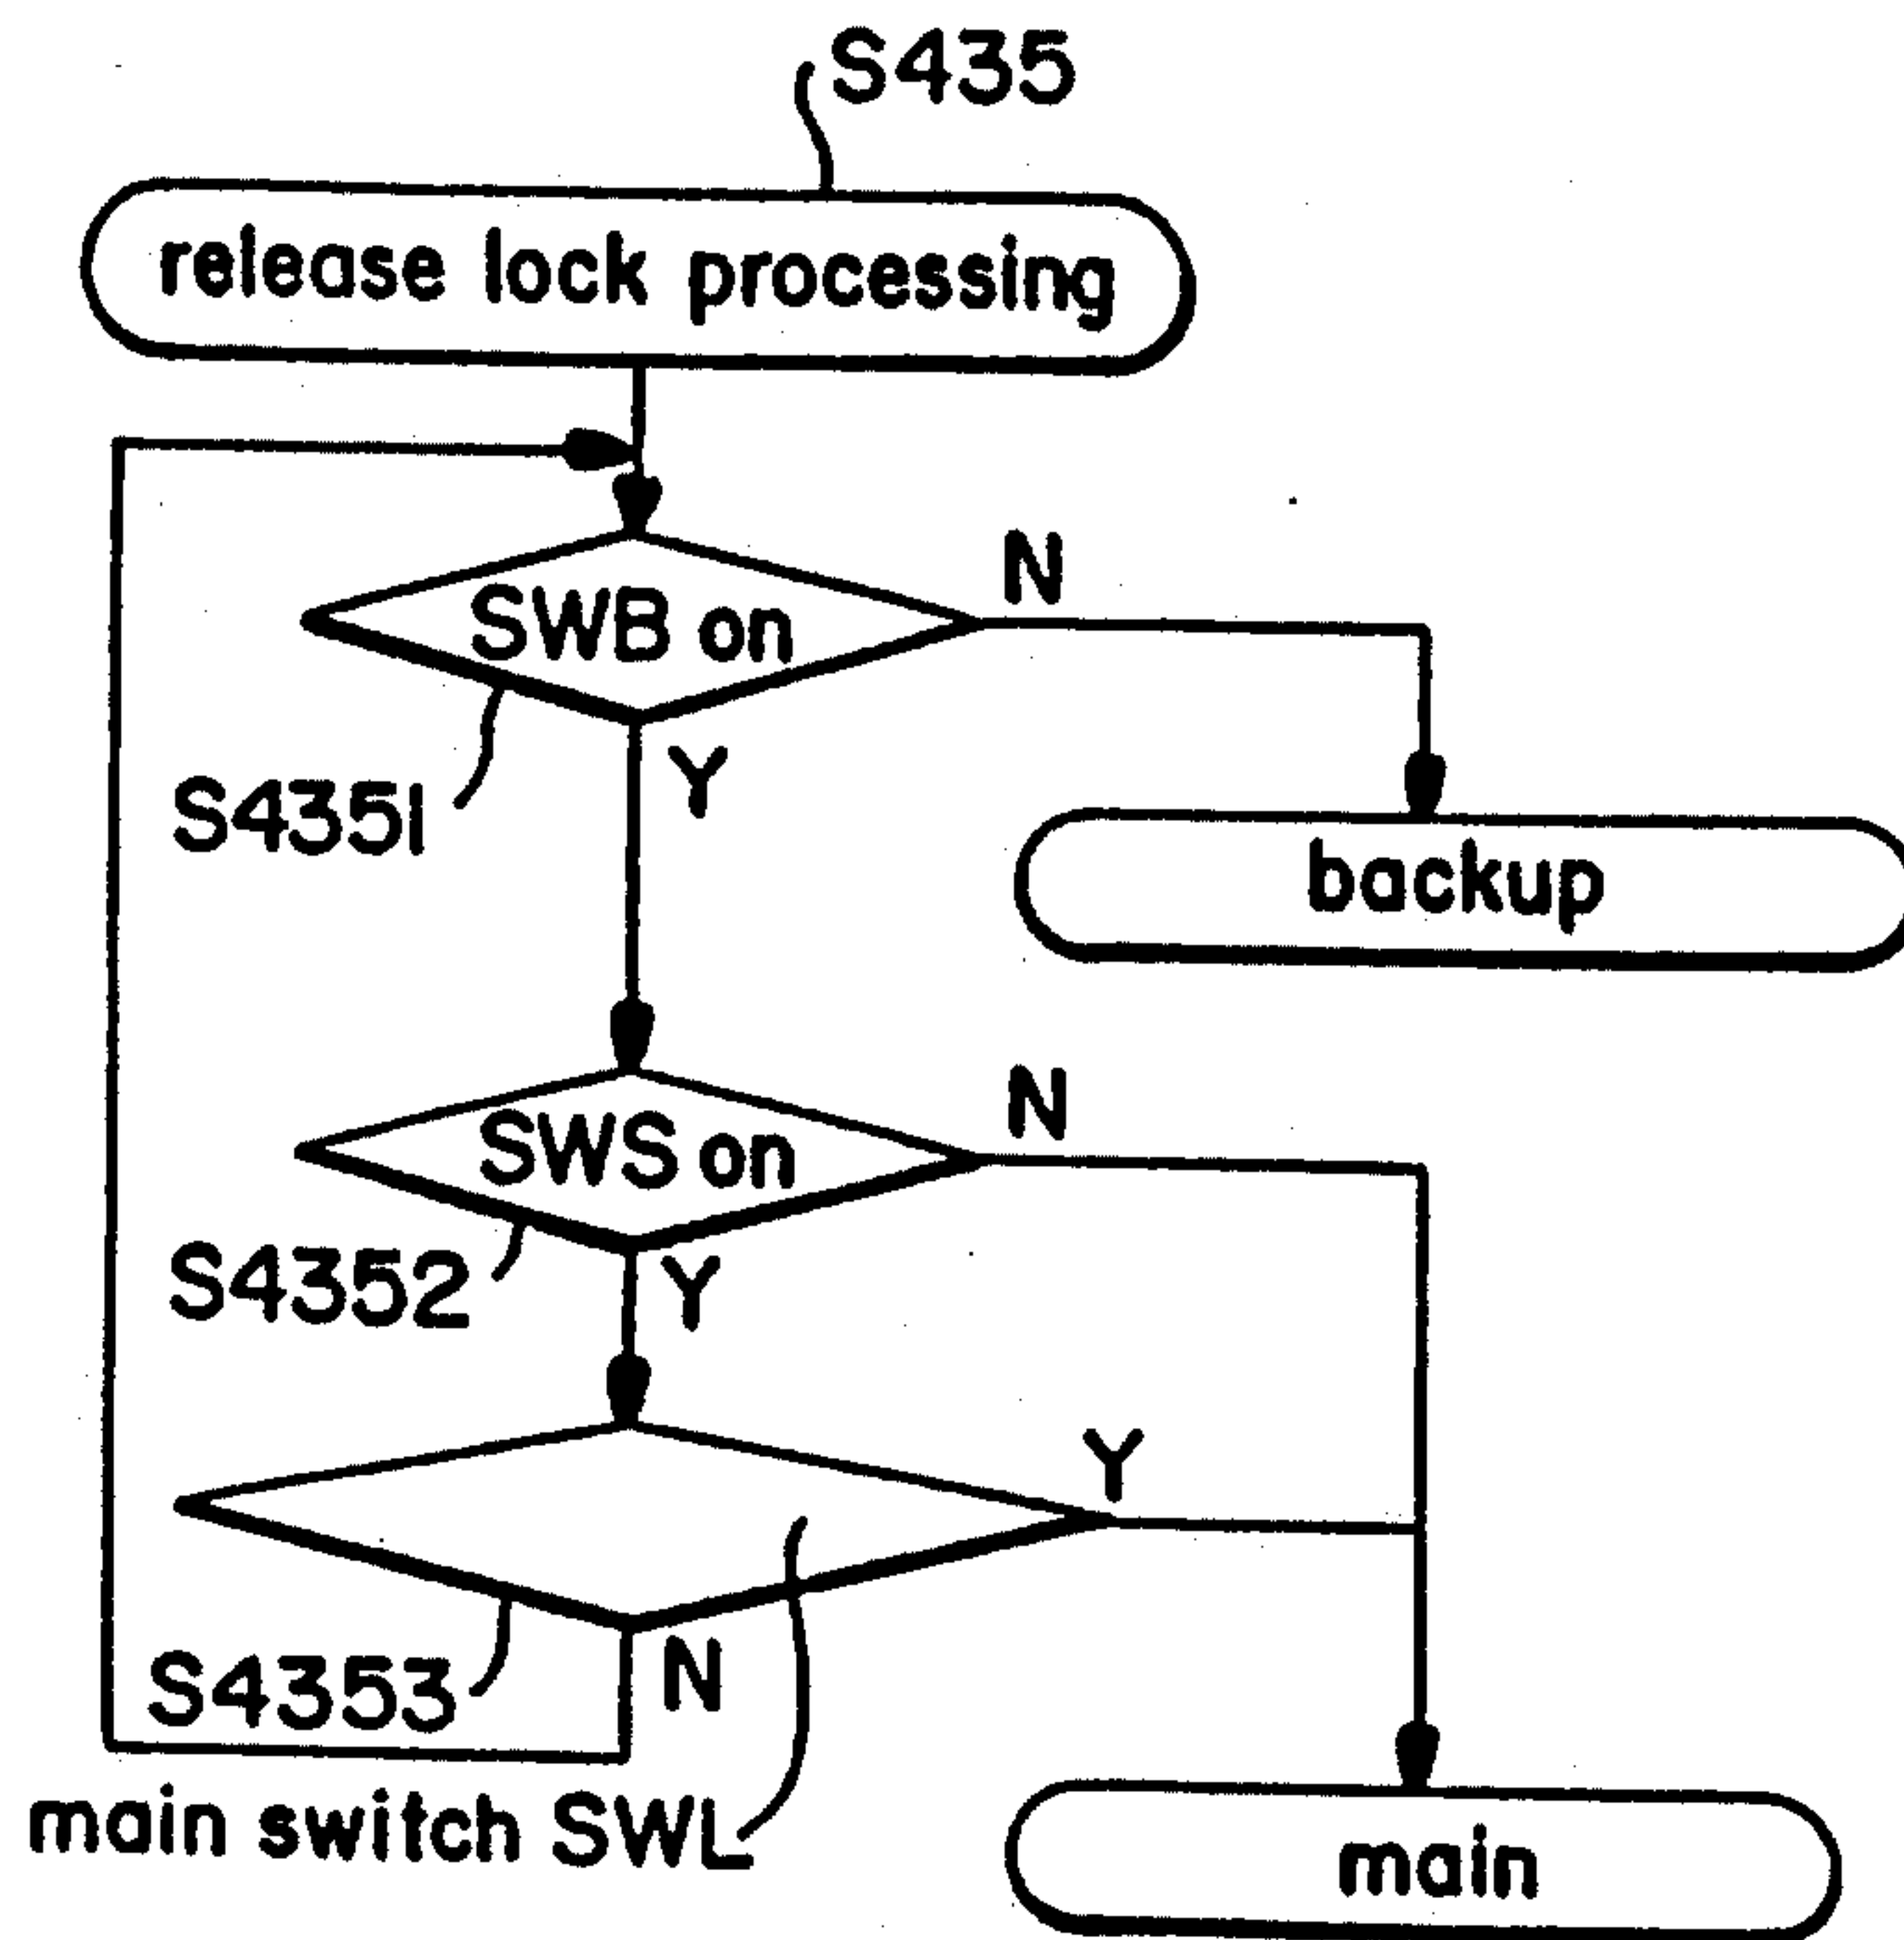 S435
release lock processing
N
SWB on
Y
S4351
backup
N
SWS on
S4352
Y
Y
S4353
N
main switch SWL
main